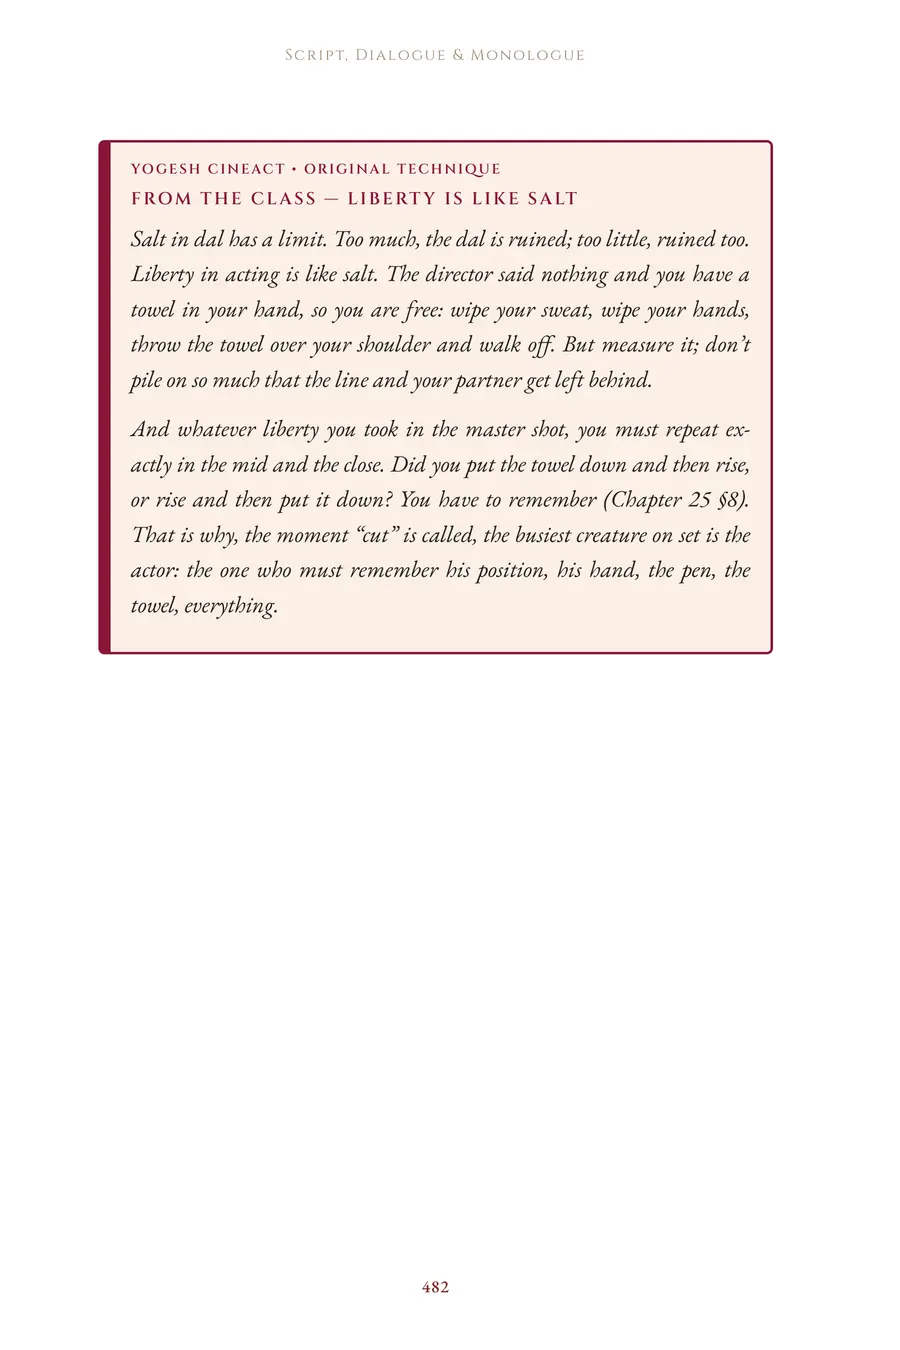 Script, Dialogue & Monologue
YOGESH CINEACT • ORIGINAL TECHNIQUE
FROM THE CLASS — LIBERTY IS LIKE SALT
Salt in dal has a limit. Too much, the dal is ruined; too little, ruined too.
Liberty in acting is like salt. The director said nothing and you have a
towel in your hand, so you are free: wipe your sweat, wipe your hands,
throw the towel over your shoulder and walk off. But measure it; don’t
pile on so much that the line and your partner get left behind.
And whatever liberty you took in the master shot, you must repeat ex-
actly in the mid and the close. Did you put the towel down and then rise,
or rise and then put it down? You have to remember (Chapter 25 §8).
That is why, the moment “cut” is called, the busiest creature on set is the
actor: the one who must remember his position, his hand, the pen, the
towel, everything.
482